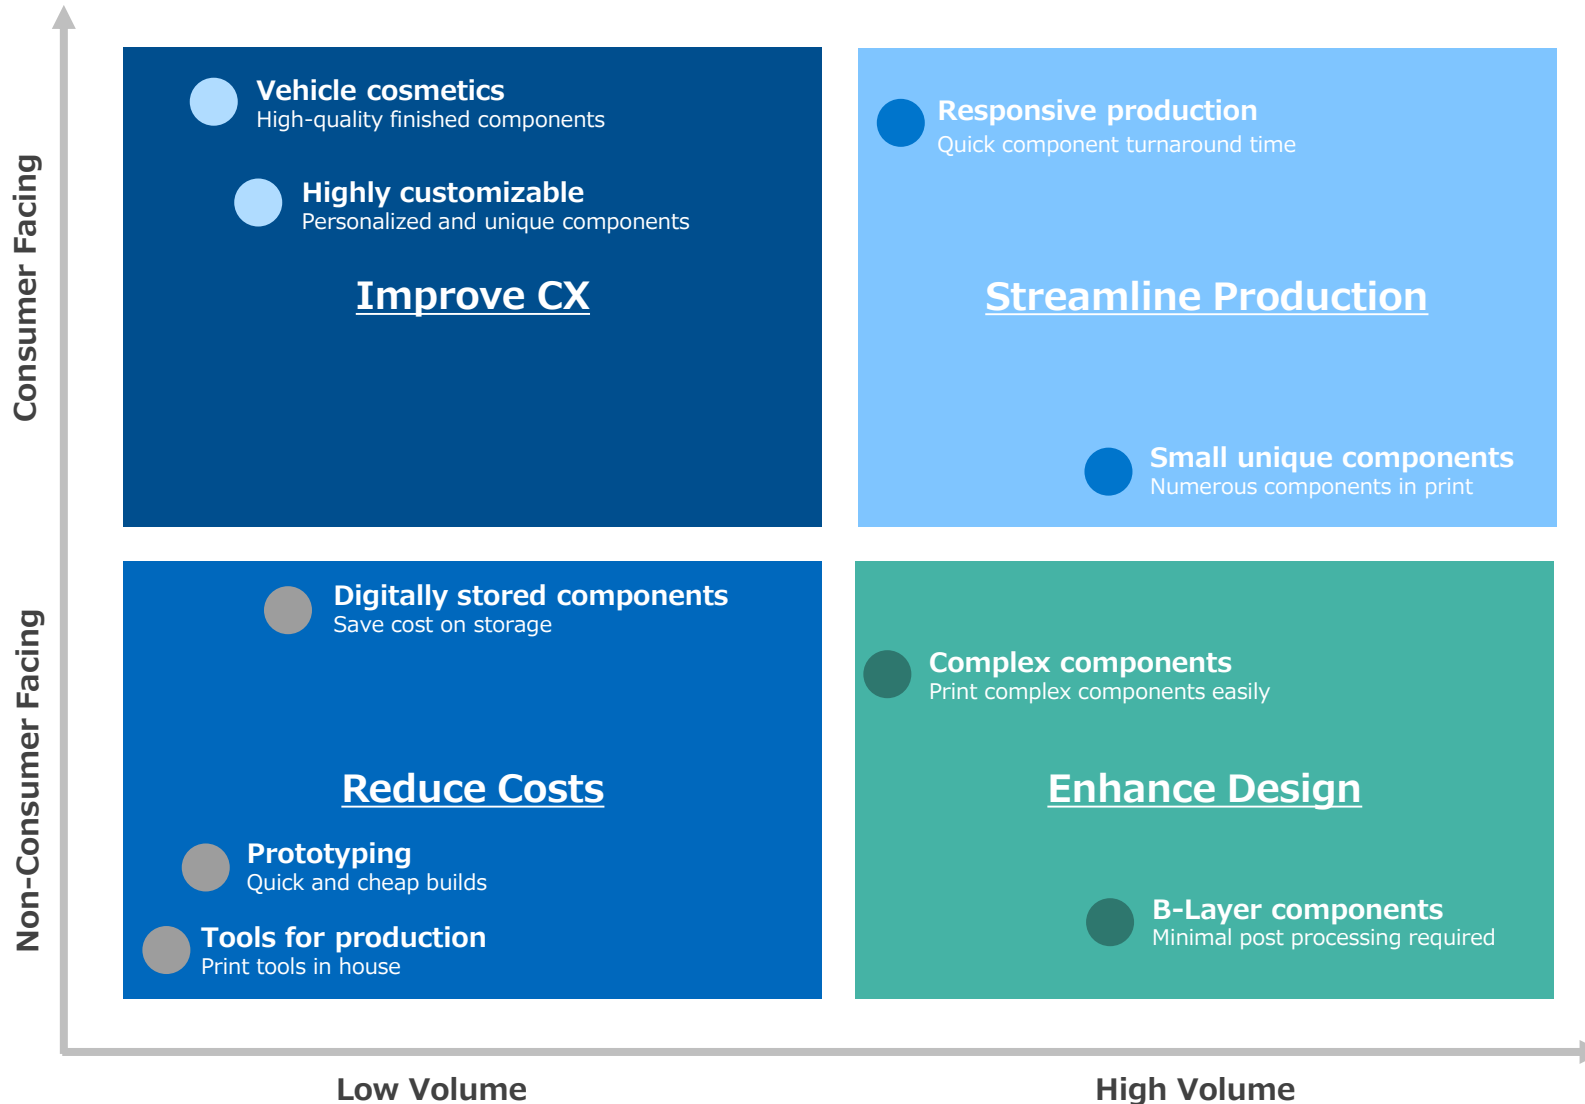 Consumer Facing
Vehicle cosmetics
High-quality finished components
Highly customizable
Personalized and unique components
Improve CX
Responsive production
Quick component turnaround time
Streamline Production
Small unique components
Numerous components in print
Non-Consumer Facing
Digitally stored components
Save cost on storage
Reduce Costs
Prototyping
Quick and cheap builds
Tools for production
Print tools in house
Complex components
Print complex components easily
Enhance Design
B-Layer components
Minimal post processing required
Low Volume
High Volume